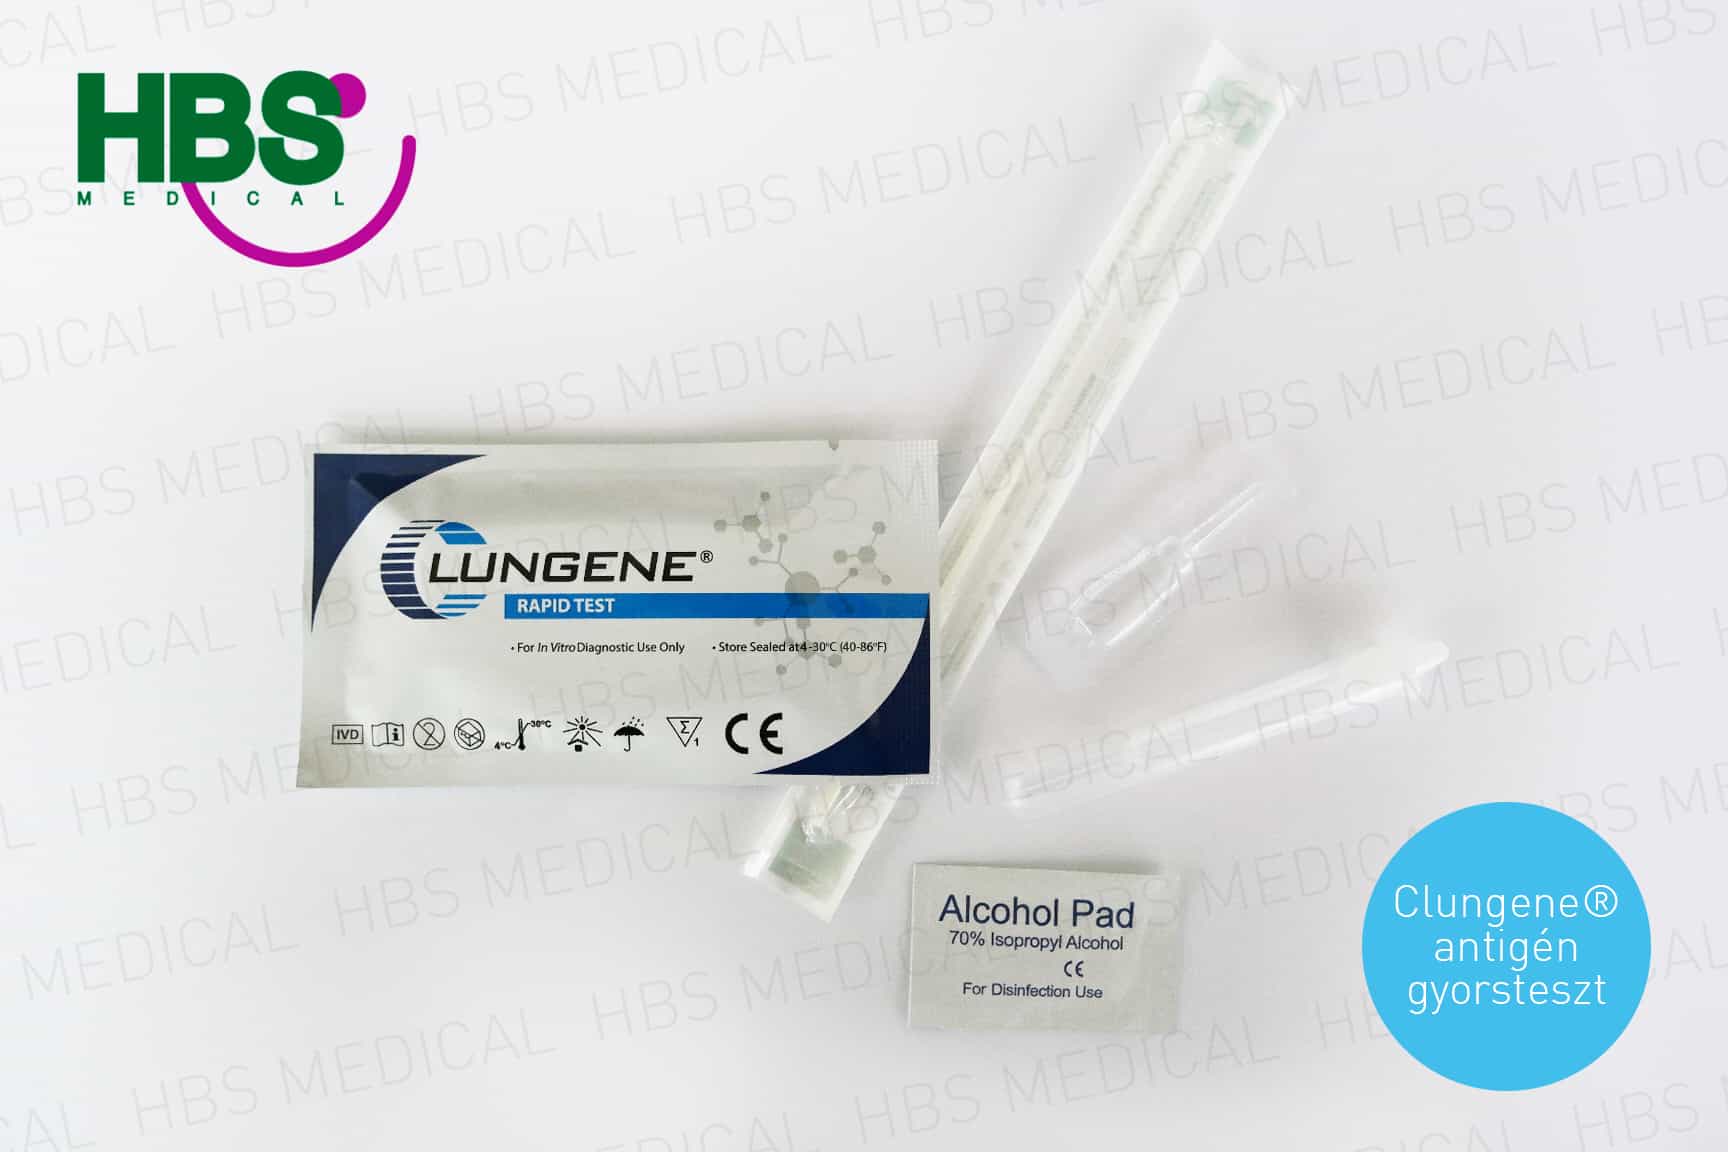 HBS
MEDICAL
CLUNGENE®
RAPID TEST
• For In Vitro Diagnostic Use Only
• Store Sealed at 4-30°C (40-86°F)
IVD
30°C
4°C
Σ
1
CE
Alcohol Pad
70% Isopropyl Alcohol
CE
For Disinfection Use
Clungene®
antigén
gyorsteszt
HBS MEDICAL